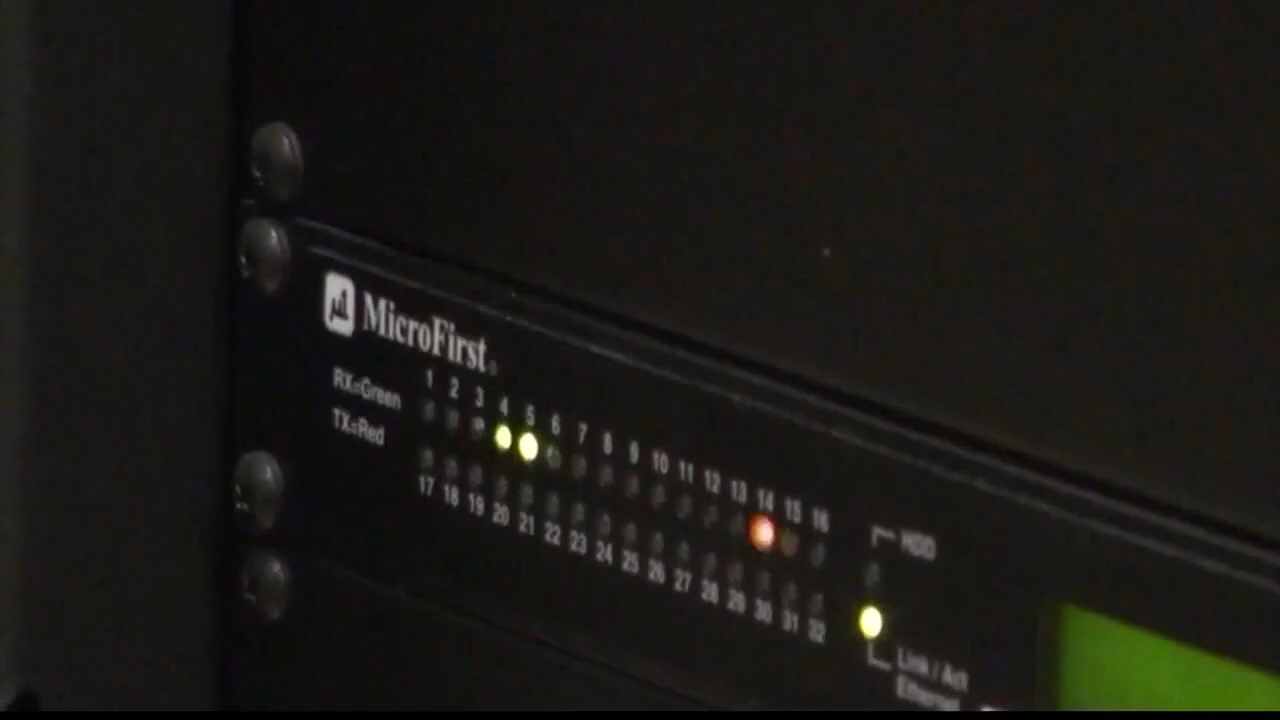 MicroFirst
RX=Green
TX=Red
1 2 3 4 5 6 7 8 9 10 11 12 13 14 15 16
17 18 19 20 21 22 23 24 25 26 27 28 29 30 31 32
HDD
Link / Act
Ethernet